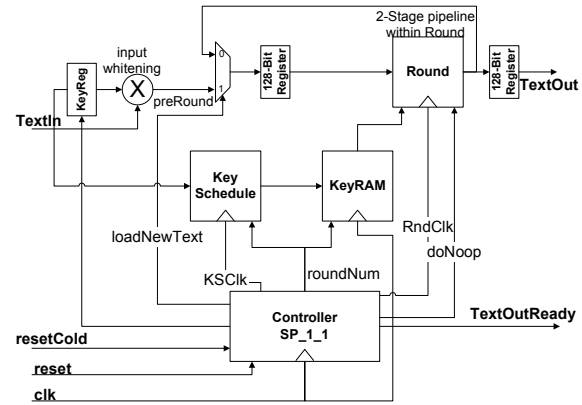 2-Stage pipeline
within Round
input
whitening
0
1
KeyReg
X
preRound
128-Bit
Register
Round
128-Bit
Register
TextOut
TextIn
Key
Schedule
KeyRAM
loadNewText
KSClk
roundNum
RndClk
doNoop
Controller
SP_1_1
TextOutReady
resetCold
reset
clk